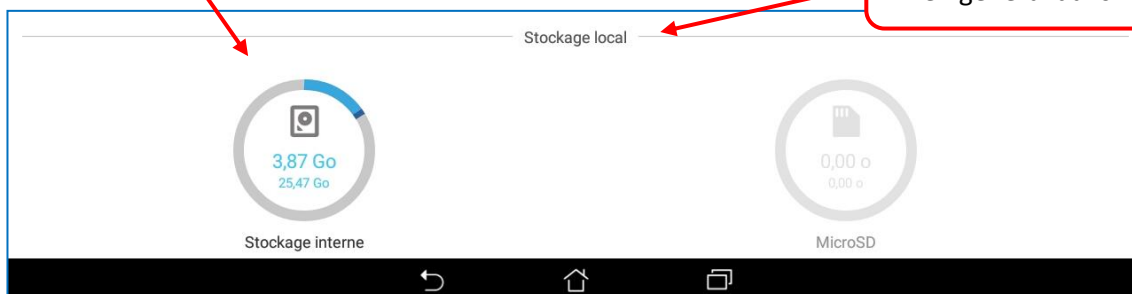 Stockage local
3,87 Go
25,47 Go
Stockage interne
0,00 o
0,00 o
MicroSD